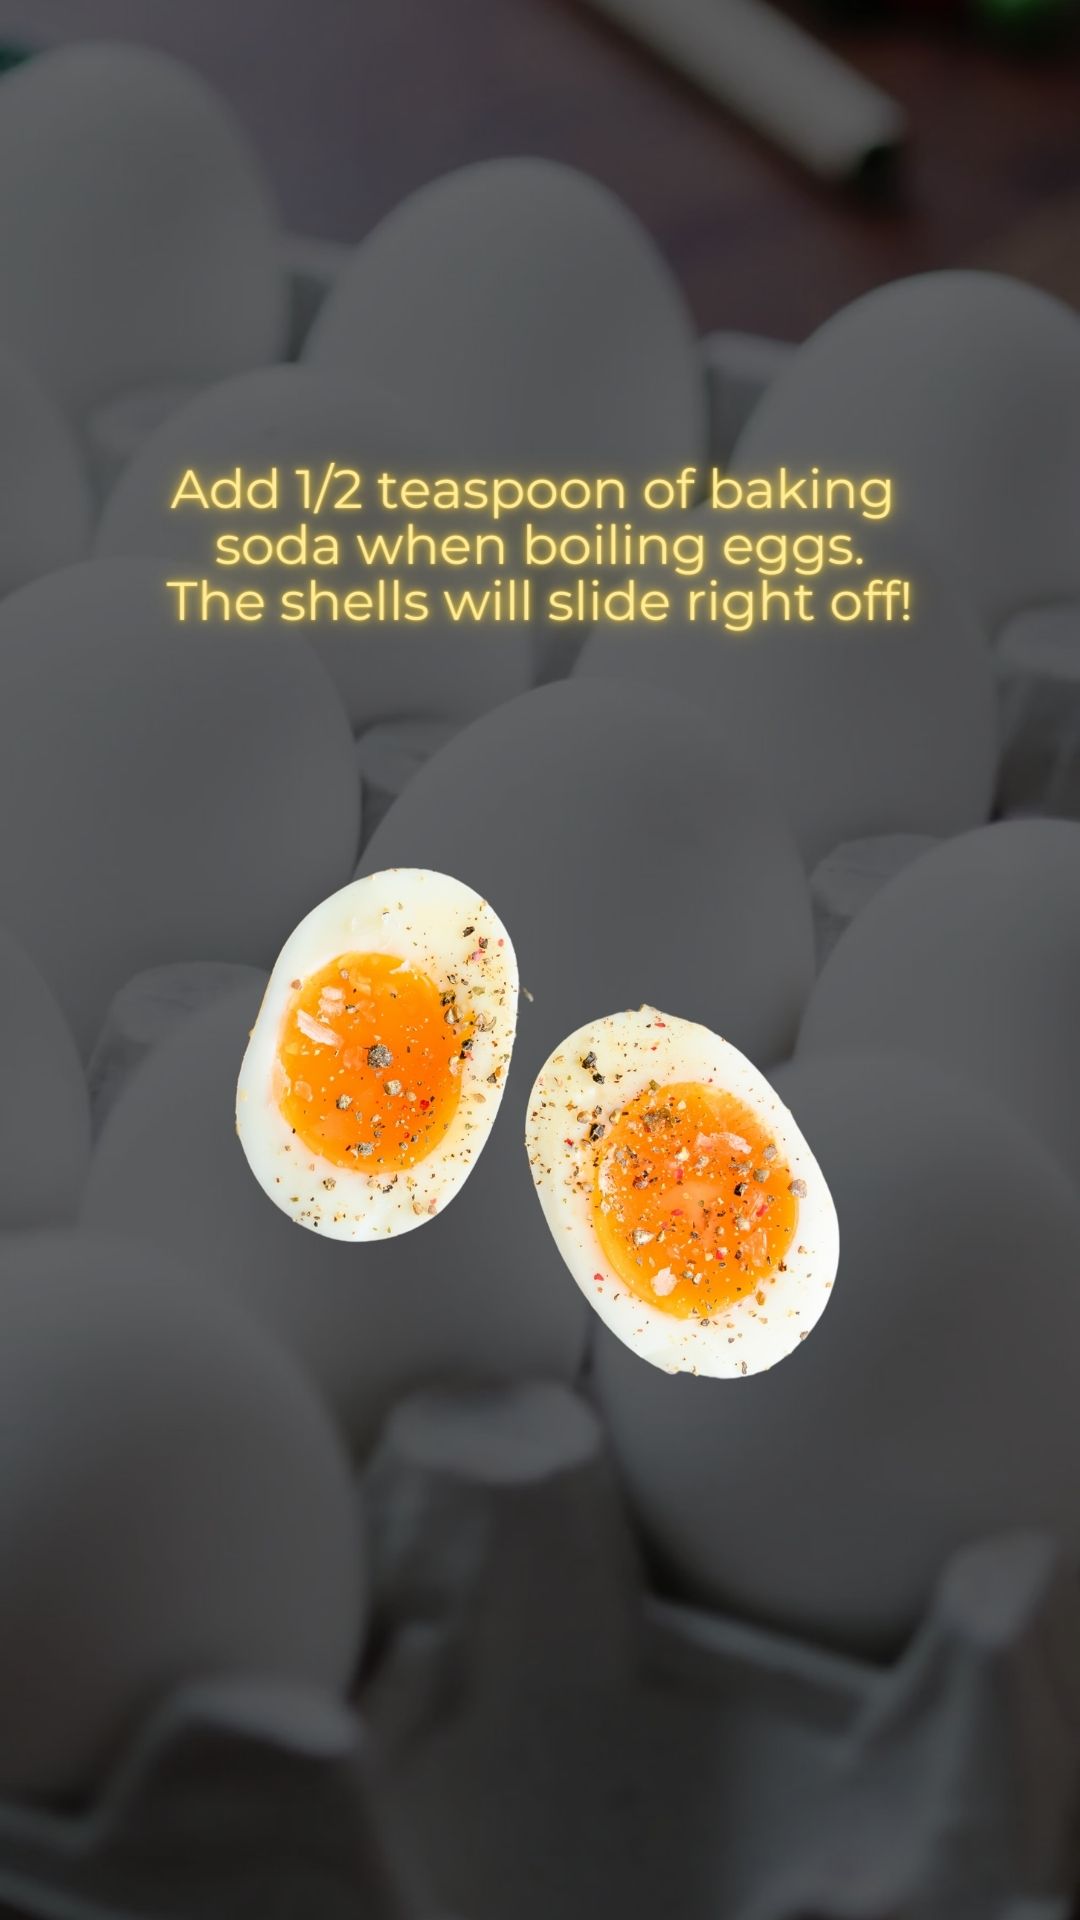 Add 1/2 teaspoon of baking
soda when boiling eggs.
The shells will slide right off!